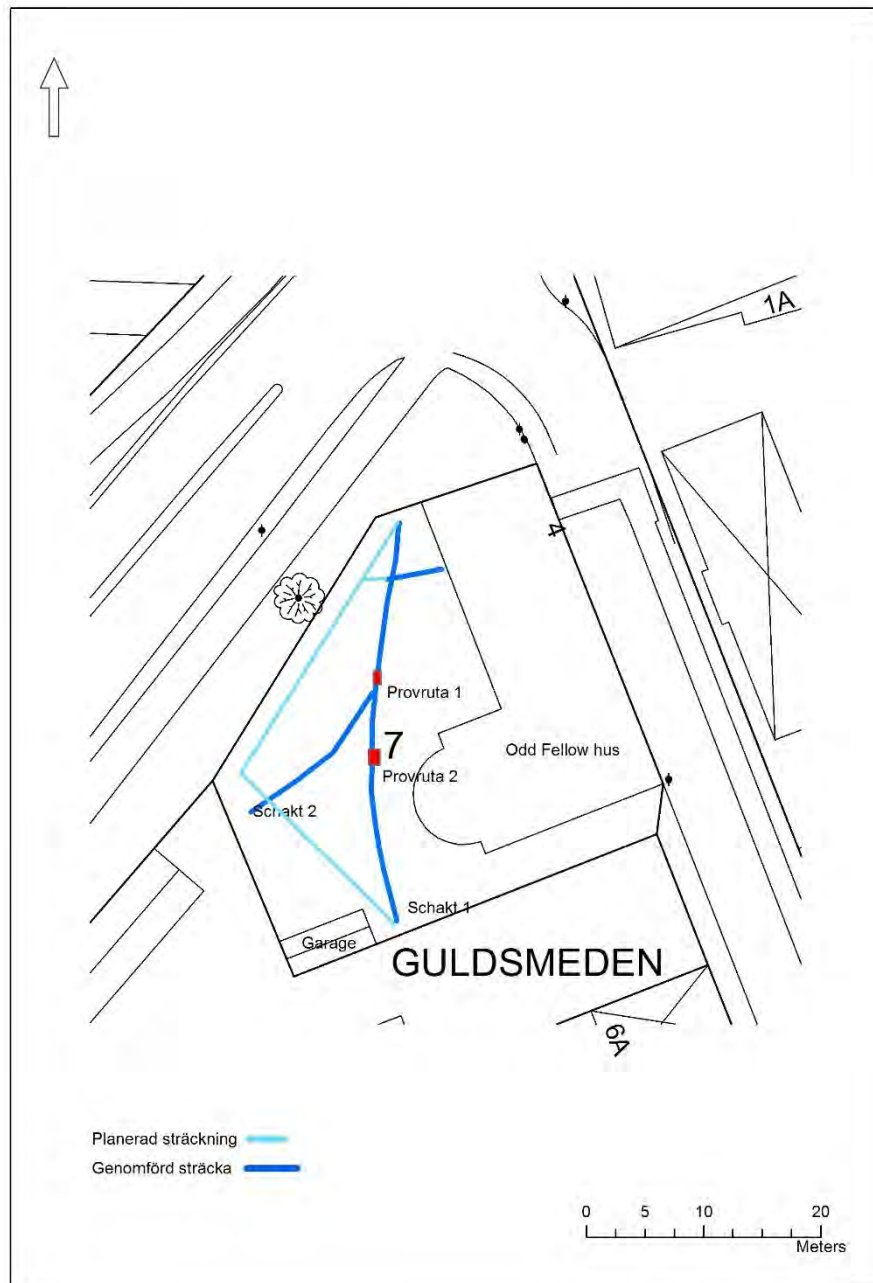 1A
4
Provruta 1
7
Odd Fellow hus
Provruta 2
Schakt 2
Schakt 1
Garage
GULDSMEDEN
6A
Planerad sträckning
Genomförd sträcka
0 5 10 20
Meters